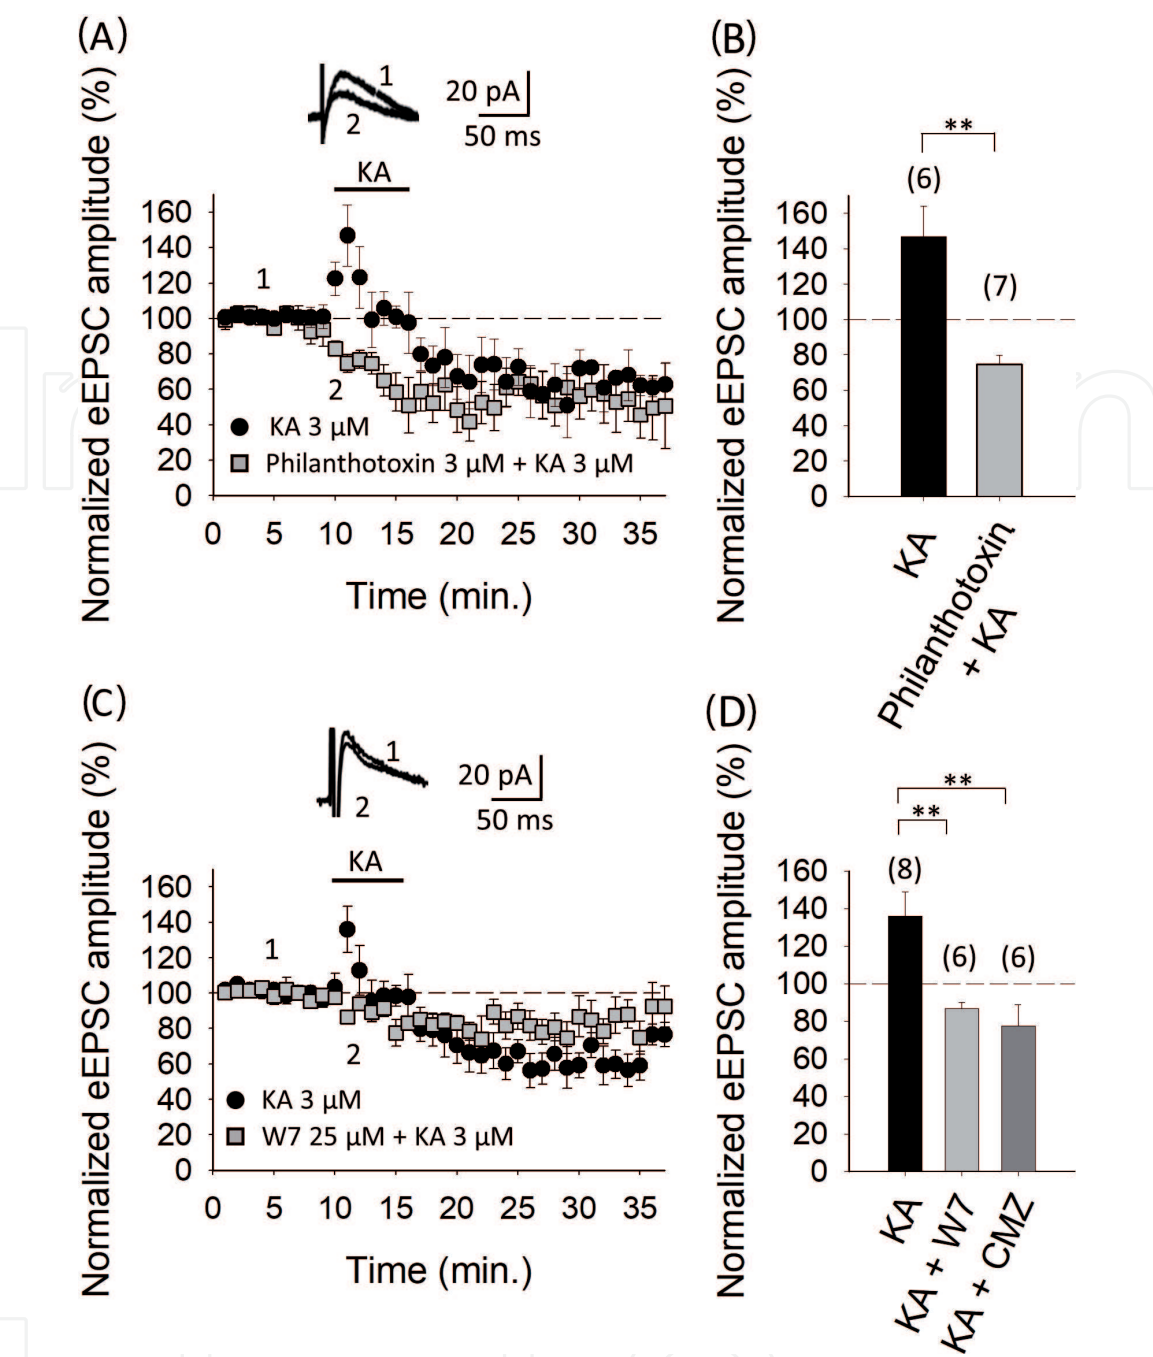 (A)
Normalized eEPSC amplitude (%)
1
2
20 pA
50 ms
KA
160
140
120
100
80
60
40
20
0
1
2
KA 3 µM
Philanthotoxin 3 µM + KA 3 µM
0 5 10 15 20 25 30 35
Time (min.)
(B)
Normalized eEPSC amplitude (%)
**
(6)
(7)
160
140
120
100
80
60
40
20
0
KA
Philanthotoxin
+ KA
(C)
Normalized eEPSC amplitude (%)
1
2
20 pA
50 ms
KA
160
140
120
100
80
60
40
20
0
1
2
KA 3 µM
W7 25 µM + KA 3 µM
0 5 10 15 20 25 30 35
Time (min.)
(D)
Normalized eEPSC amplitude (%)
**
**
(8)
(6) (6)
160
140
120
100
80
60
40
20
0
KA
KA + W7
KA + CMZ